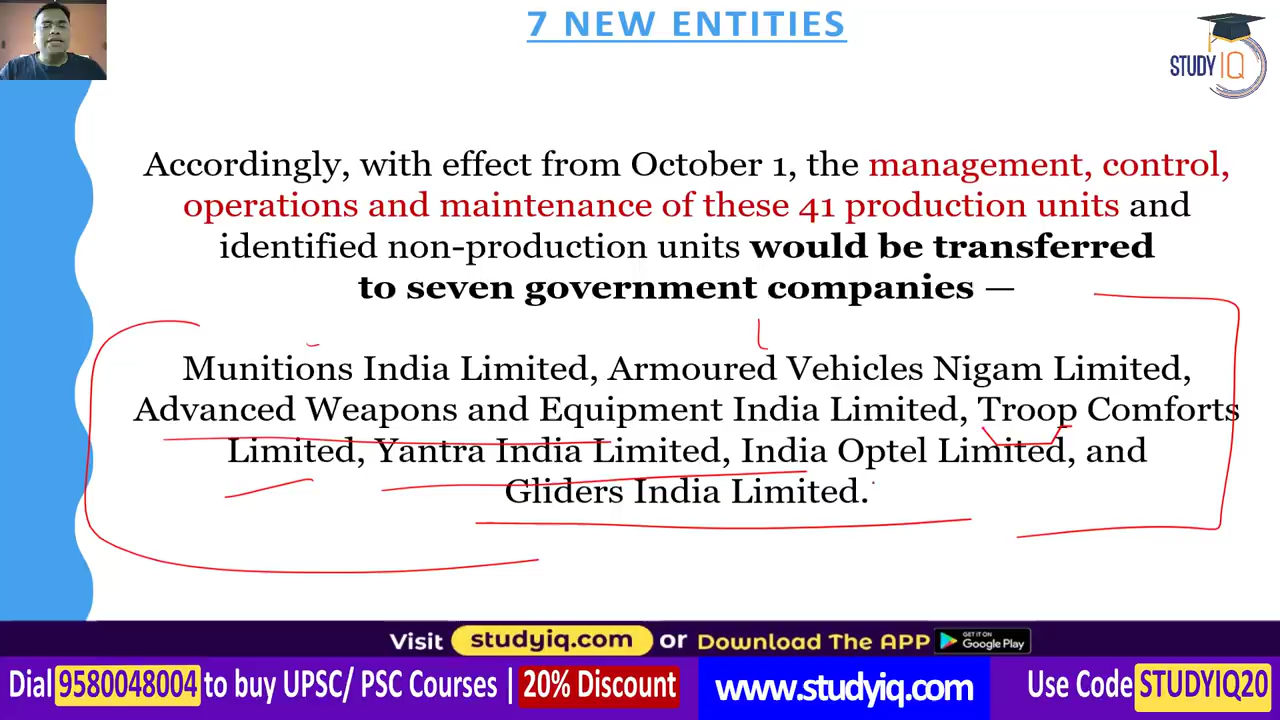 7 NEW ENTITIES
STUDY IQ
Accordingly, with effect from October 1, the management, control,
operations and maintenance of these 41 production units and
identified non-production units would be transferred
to seven government companies —
Munitions India Limited, Armoured Vehicles Nigam Limited,
Advanced Weapons and Equipment India Limited, Troop Comforts
Limited, Yantra India Limited, India Optel Limited, and
Gliders India Limited.
Visit studyiq.com or Download The APP GET IT ON Google Play
Dial 9580048004 to buy UPSC/ PSC Courses | 20% Discount www.studyiq.com Use Code STUDYIQ20